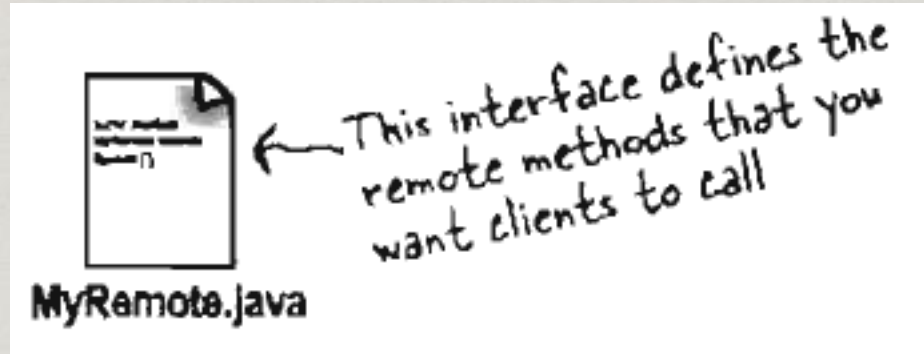 This interface defines the
remote methods that you
want clients to call
MyRemote.java